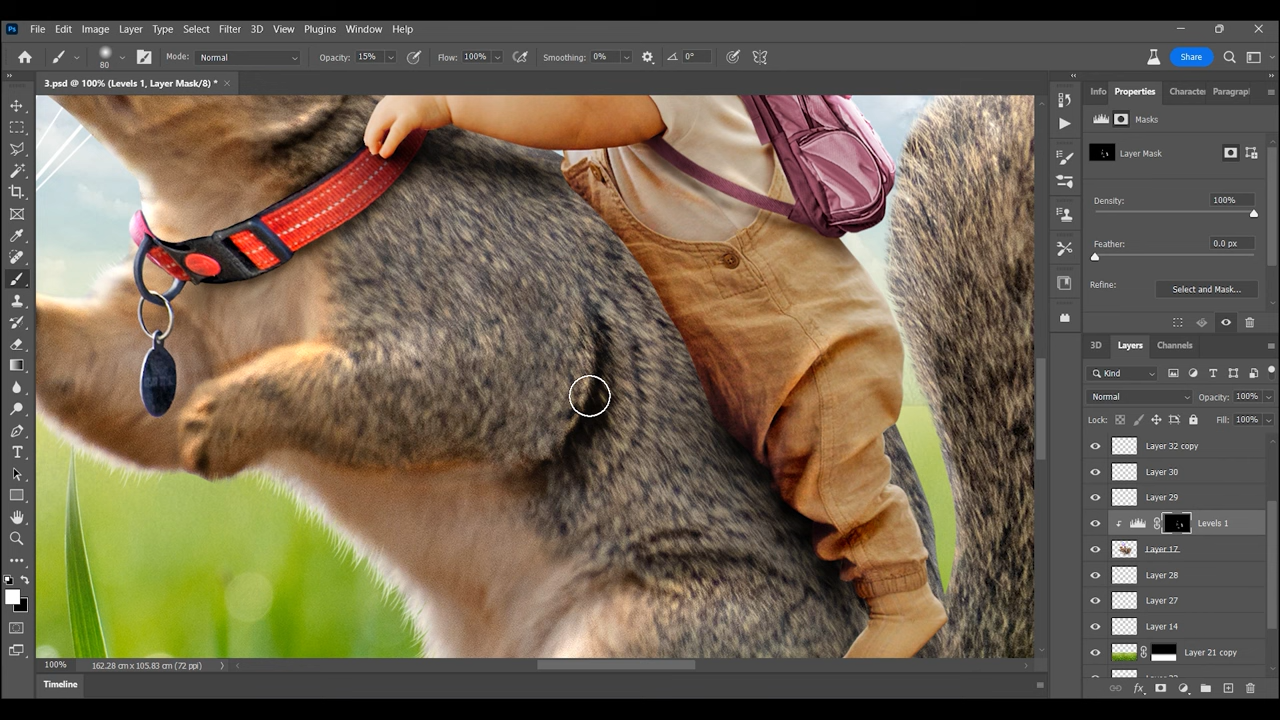 Ps File Edit Image Layer Type Select Filter 3D View Plugins Window Help
80 Mode: Normal Opacity: 15% Flow: 100% Smoothing: 0% 0° Share
3.psd @ 100% (Levels 1, Layer Mask/8) *
Info Properties Character Paragraph
Masks
Layer Mask
Density: 100%
Feather: 0.0 px
Refine: Select and Mask...
3D Layers Channels
Kind
Normal Opacity: 100%
Lock: Fill: 100%
Layer 32 copy
Layer 30
Layer 29
Levels 1
Layer 17
Layer 28
Layer 27
Layer 14
Layer 21 copy
100% 162.28 cm x 105.83 cm (72 ppi)
Timeline